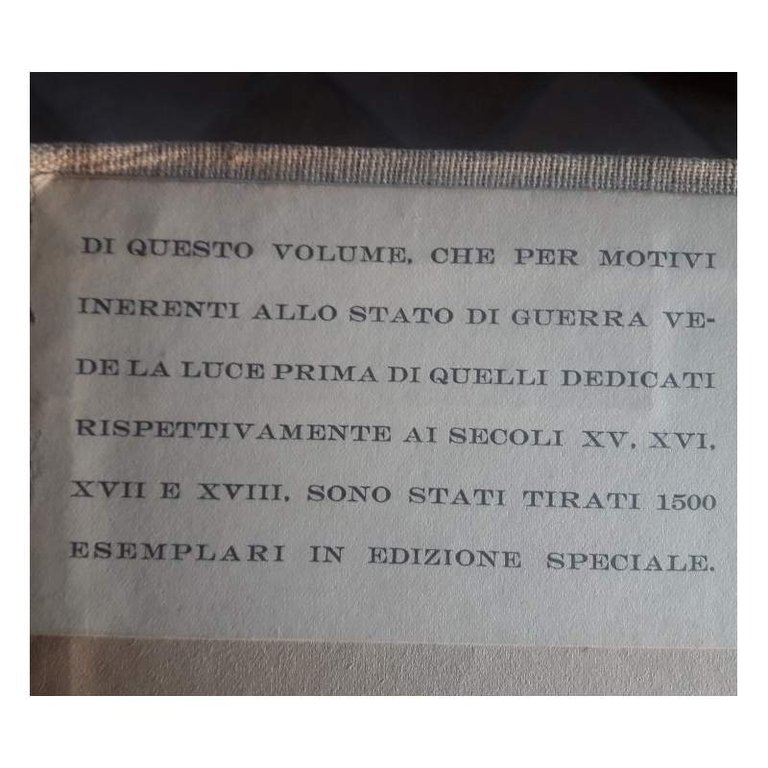 DI QUESTO VOLUME, CHE PER MOTIVI
INERENTI ALLO STATO DI GUERRA VE-
DE LA LUCE PRIMA DI QUELLI DEDICATI
RISPETTIVAMENTE AI SECOLI XV, XVI,
XVII E XVIII, SONO STATI TIRATI 1500
ESEMPLARI IN EDIZIONE SPECIALE.